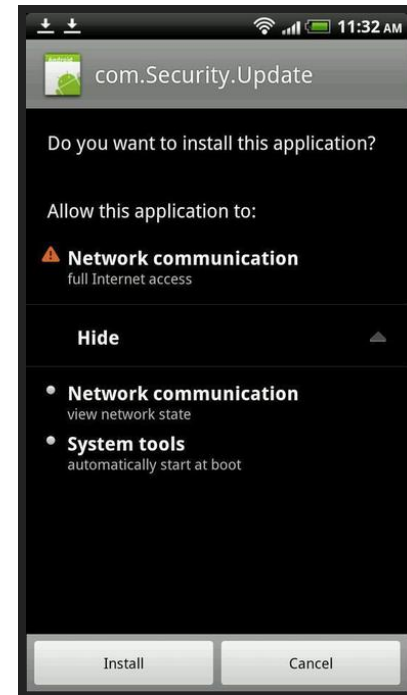 11:32 AM
Android
com.Security.Update
Do you want to install this application?
Allow this application to:
Network communication
full Internet access
Hide
Network communication
view network state
System tools
automatically start at boot
Install
Cancel